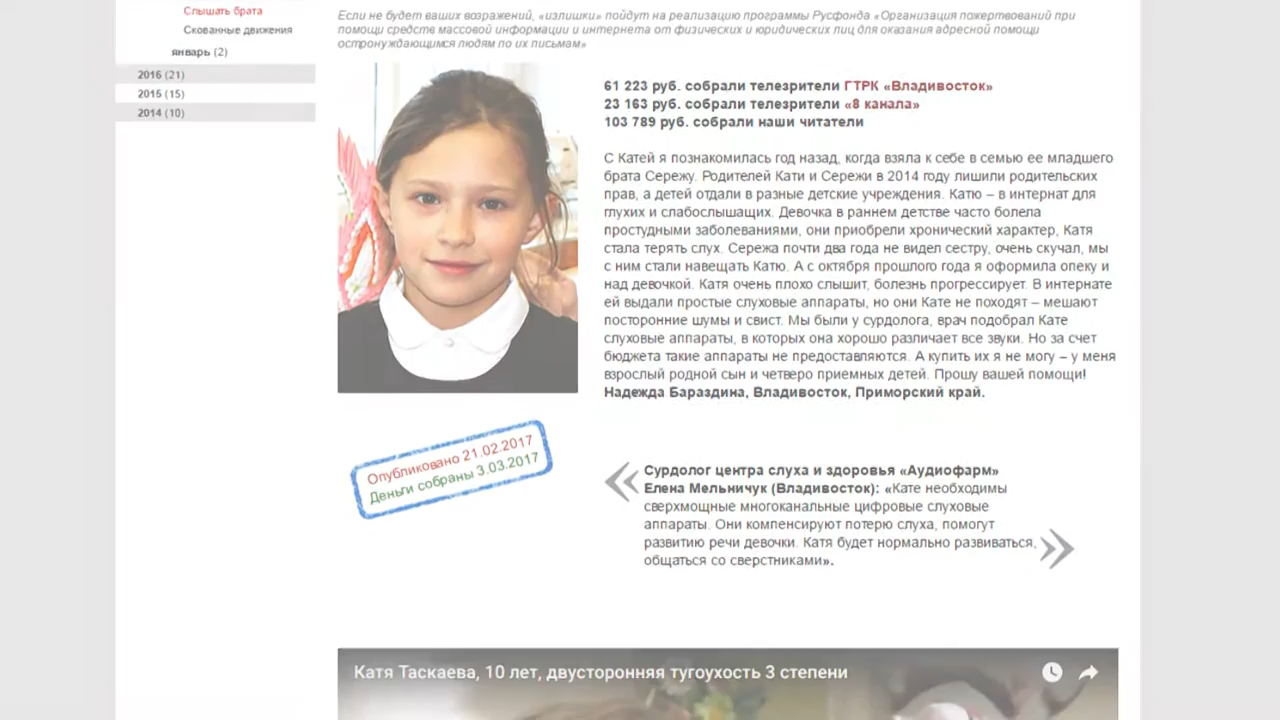 Слышать брата
Скованные движения
январь (2)
2016 (21)
2015 (15)
2014 (10)
Если не будет ваших возражений, «излишки» пойдут на реализацию программы Русфонда «Организация пожертвований при
помощи средств массовой информации и интернета от физических и юридических лиц для оказания адресной помощи
остронуждающимся людям по их письмам»
61 223 руб. собрали телезрители ГТРК «Владивосток»
23 163 руб. собрали телезрители «8 канала»
103 789 руб. собрали наши читатели
С Катей я познакомилась год назад, когда взяла к себе в семью ее младшего
брата Сережу. Родителей Кати и Сережи в 2014 году лишили родительских
прав, а детей отдали в разные детские учреждения. Катю – в интернат для
глухих и слабослышащих. Девочка в раннем детстве часто болела
простудными заболеваниями, они приобрели хронический характер, Катя
стала терять слух. Сережа почти два года не видел сестру, очень скучал, мы
с ним стали навещать Катю. А с октября прошлого года я оформила опеку и
над девочкой. Катя очень плохо слышит, болезнь прогрессирует. В интернате
ей выдали простые слуховые аппараты, но они Кате не походят – мешают
посторонние шумы и свист. Мы были у сурдолога, врач подобрал Кате
слуховые аппараты, в которых она хорошо различает все звуки. Но за счет
бюджета такие аппараты не предоставляются. А купить их я не могу – у меня
взрослый родной сын и четверо приемных детей. Прошу вашей помощи!
Надежда Бараздина, Владивосток, Приморский край.
Опубликовано 21.02.2017
Деньги собраны 3.03.2017
Сурдолог центра слуха и здоровья «Аудиофарм»
Елена Мельничук (Владивосток): «Кате необходимы
сверхмощные многоканальные цифровые слуховые
аппараты. Они компенсируют потерю слуха, помогут
развитию речи девочки. Катя будет нормально развиваться,
общаться со сверстниками».
Катя Таскаева, 10 лет, двусторонняя тугоухость 3 степени